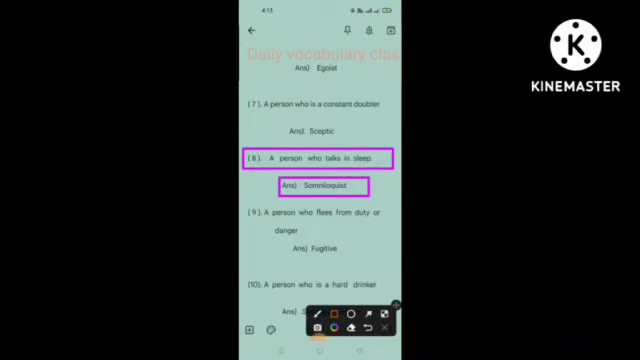 4:13
Daily vocabulary clas
Ans) Egoist
(7). A person who is a constant doubter
Ans). Sceptic
(8). A person who talks in sleep
Ans) Somniloquist
(9). A person who flees from duty or
danger
Ans) Fugitive
(10). A person who is a hard drinker
Ans)
K
KINEMASTER